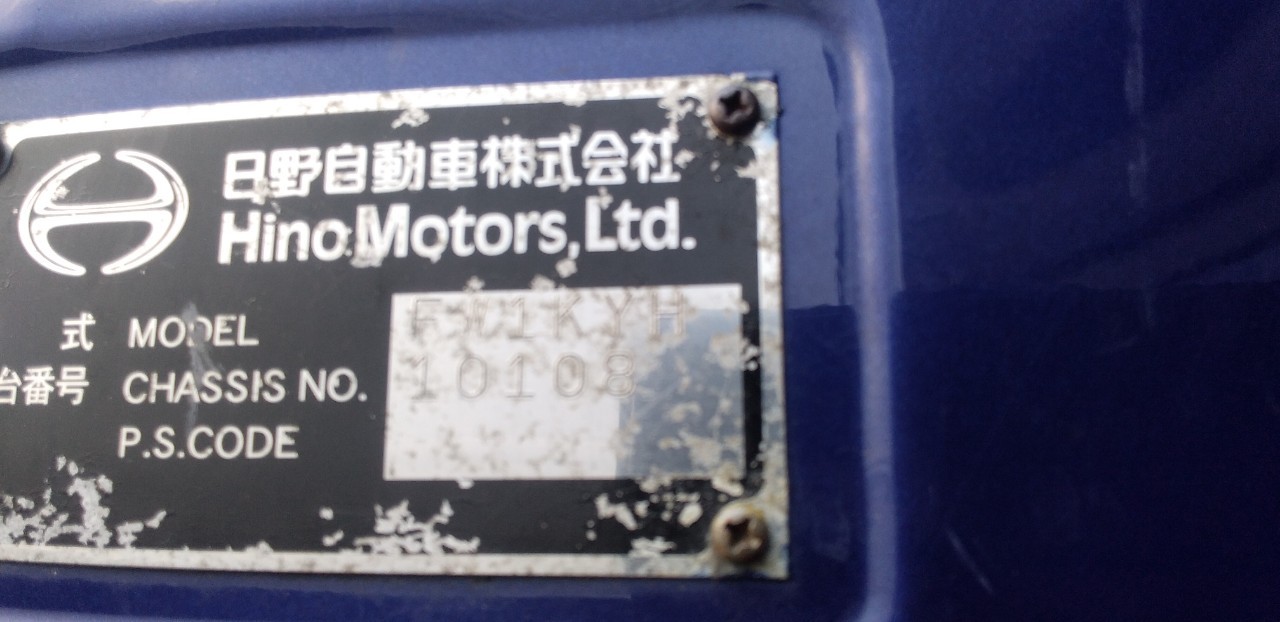 日野自動車株式会社
Hino Motors, Ltd.
式 MODEL FW1KYH
台番号 CHASSIS NO. 10108
P.S.CODE